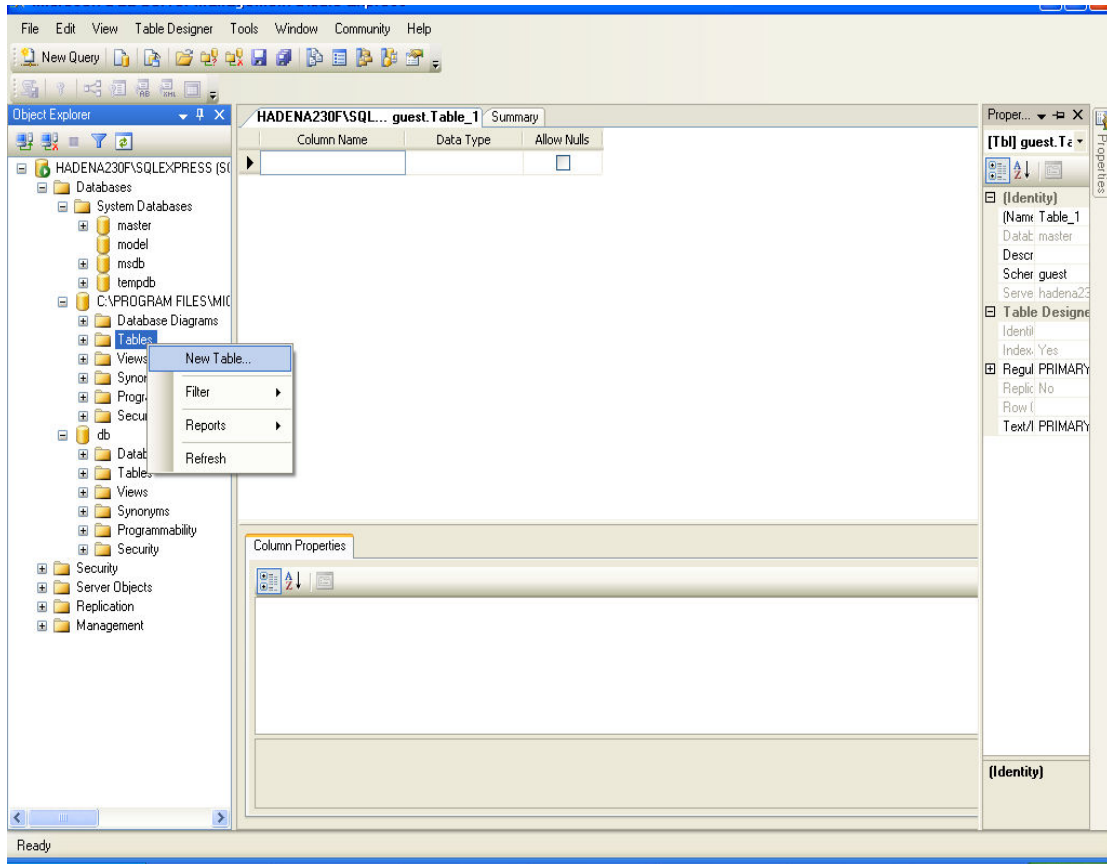 File Edit View Table Designer Tools Window Community Help
New Query
Object Explorer
HADENA230F\SQL... guest.Table_1 Summary
Proper...
Column Name Data Type Allow Nulls
[Tbl] guest.Ta
Properties
HADENA230F\SQLEXPRESS (SQ
Databases
System Databases
master
model
msdb
tempdb
C:\PROGRAM FILES\MIC
Database Diagrams
Tables
Views
Synor
Progr
Secur
New Table...
Filter
Reports
Refresh
db
Datab
Tables
Views
Synonyms
Programmability
Security
Security
Server Objects
Replication
Management
(Identity)
(Name Table_1
Datab master
Descr
Schem guest
Serve hadena23
Table Designe
Identi
Index Yes
Regul PRIMARY
Replic No
Row (
Text/I PRIMARY
Column Properties
(Identity)
Ready